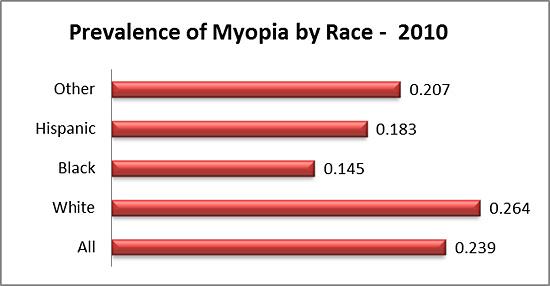 Prevalence of Myopia by Race - 2010
Other 0.207
Hispanic 0.183
Black 0.145
White 0.264
All 0.239